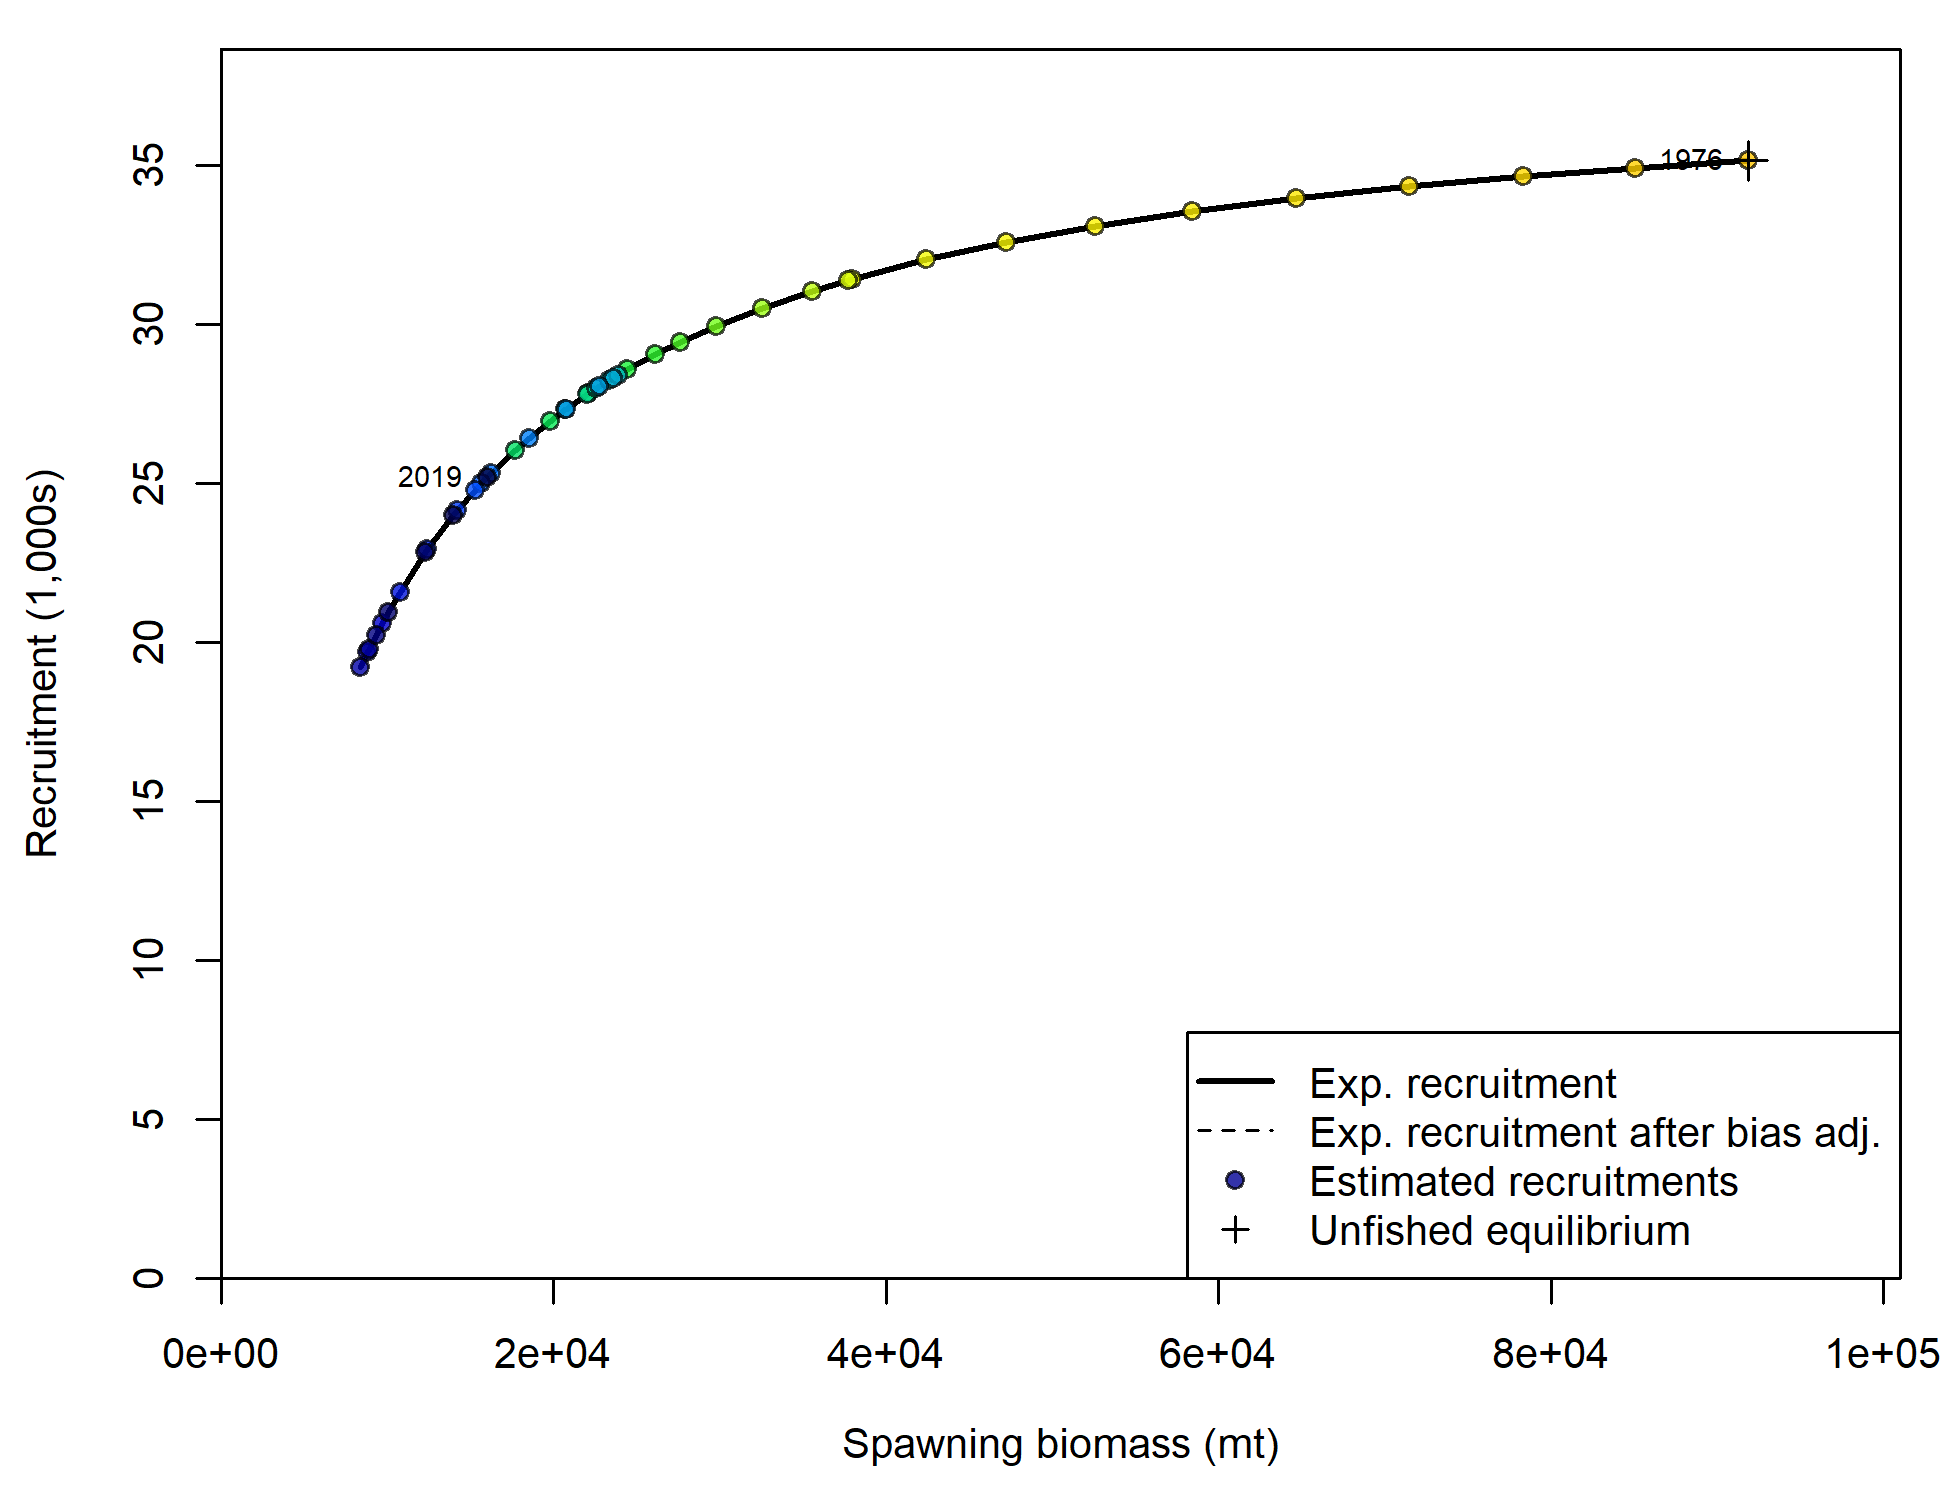 Recruitment (1,000s)
35
30
25
20
15
10
5
0
1976
2019
Exp. recruitment
Exp. recruitment after bias adj.
Estimated recruitments
Unfished equilibrium
0e+00 2e+04 4e+04 6e+04 8e+04 1e+05
Spawning biomass (mt)